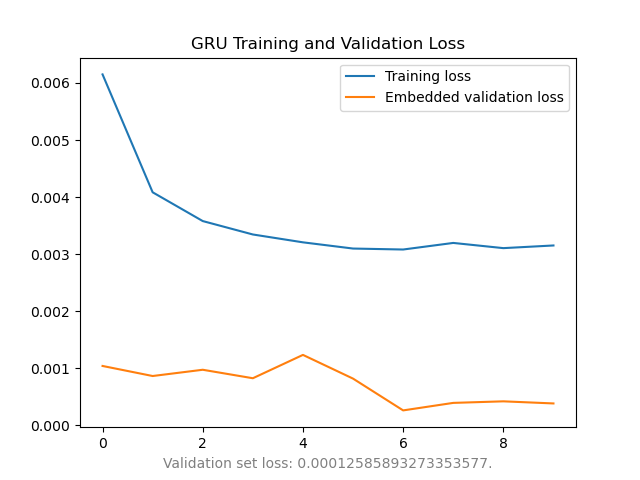 GRU Training and Validation Loss
Training loss
Embedded validation loss
0.006
0.005
0.004
0.003
0.002
0.001
0.000
0 2 4 6 8
Validation set loss: 0.00012585893273353577.